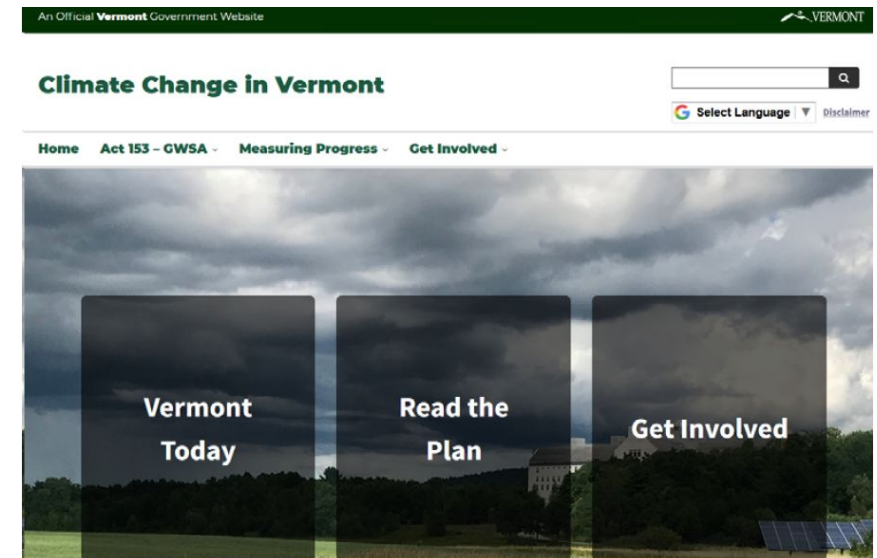 An Official Vermont Government Website
VERMONT
Climate Change in Vermont
Select Language ▼
Disclaimer
Home Act 153 – GWSA Measuring Progress Get Involved
Vermont
Today
Read the
Plan
Get Involved